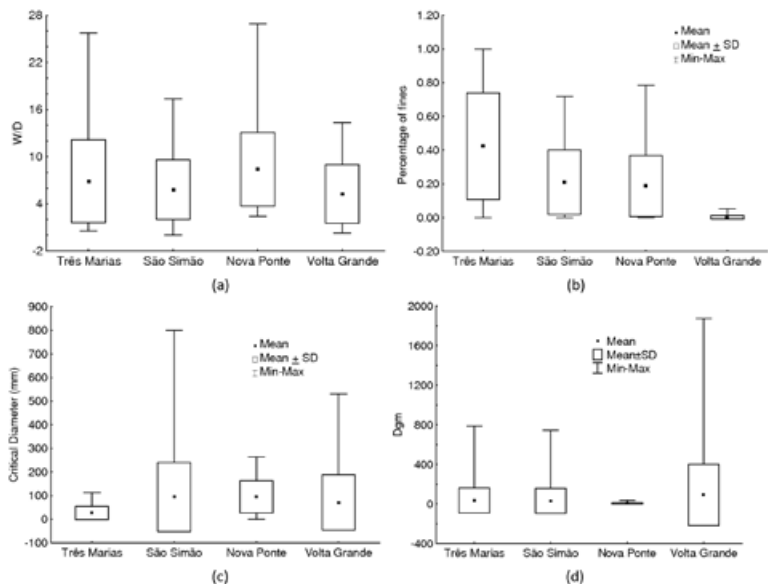 28
22
16
10
4
-2
W/D
Três Marias São Simão Nova Ponte Volta Grande
(a)
1.20
1.00
0.80
0.60
0.40
0.20
0.00
-0.20
Percentage of fines
Mean
Mean ± SD
Min-Max
Três Marias São Simão Nova Ponte Volta Grande
(b)
900
800
700
600
500
400
300
200
100
0
-100
Critical Diameter (mm)
Mean
Mean ± SD
Min-Max
Três Marias São Simão Nova Ponte Volta Grande
(c)
2000
1600
1200
800
400
0
-400
Dgm
Mean
Mean±SD
Min-Max
Três Marias São Simão Nova Ponte Volta Grande
(d)